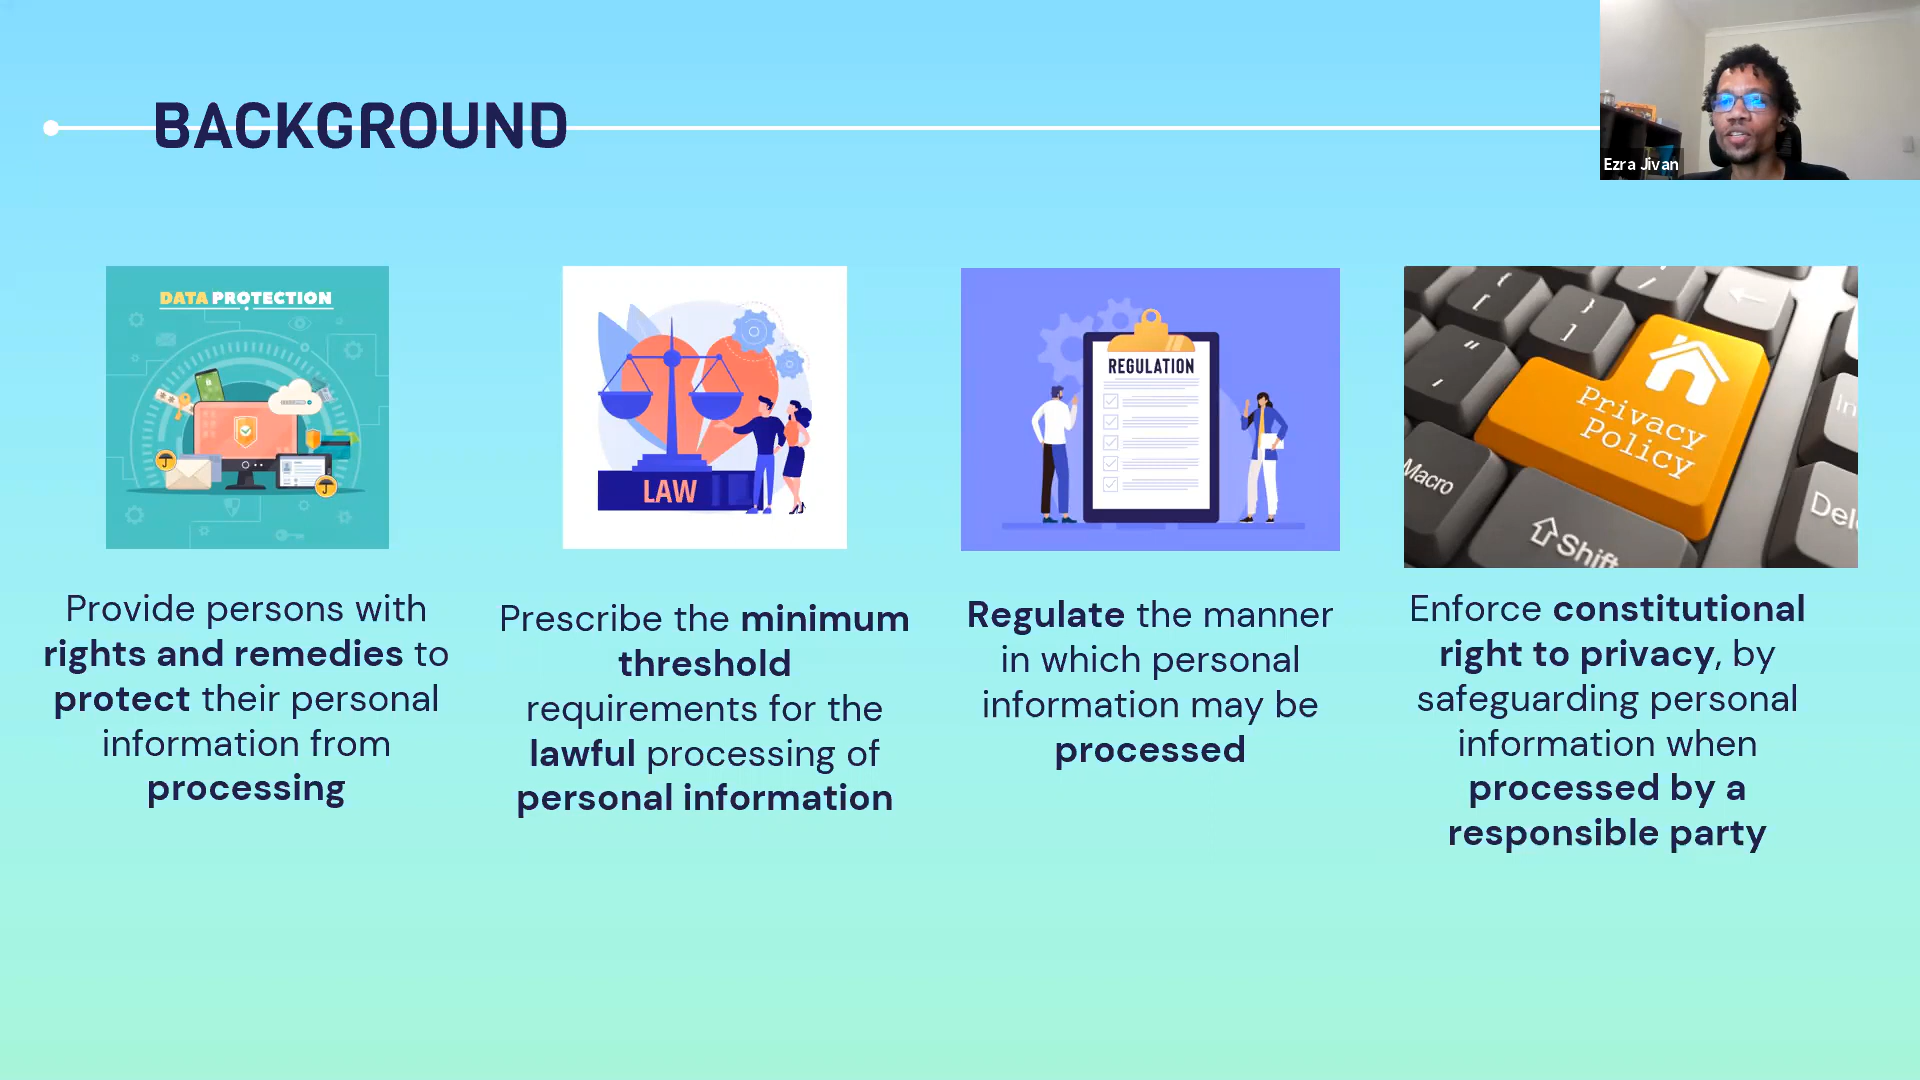 BACKGROUND
Ezra Jivan
DATA PROTECTION
LAW
REGULATION
{
[
}
]
"
'
Privacy
Policy
Macro
Shift
In
Del
Provide persons with
rights and remedies to
protect their personal
information from
processing
Prescribe the minimum
threshold
requirements for the
lawful processing of
personal information
Regulate the manner
in which personal
information may be
processed
Enforce constitutional
right to privacy, by
safeguarding personal
information when
processed by a
responsible party